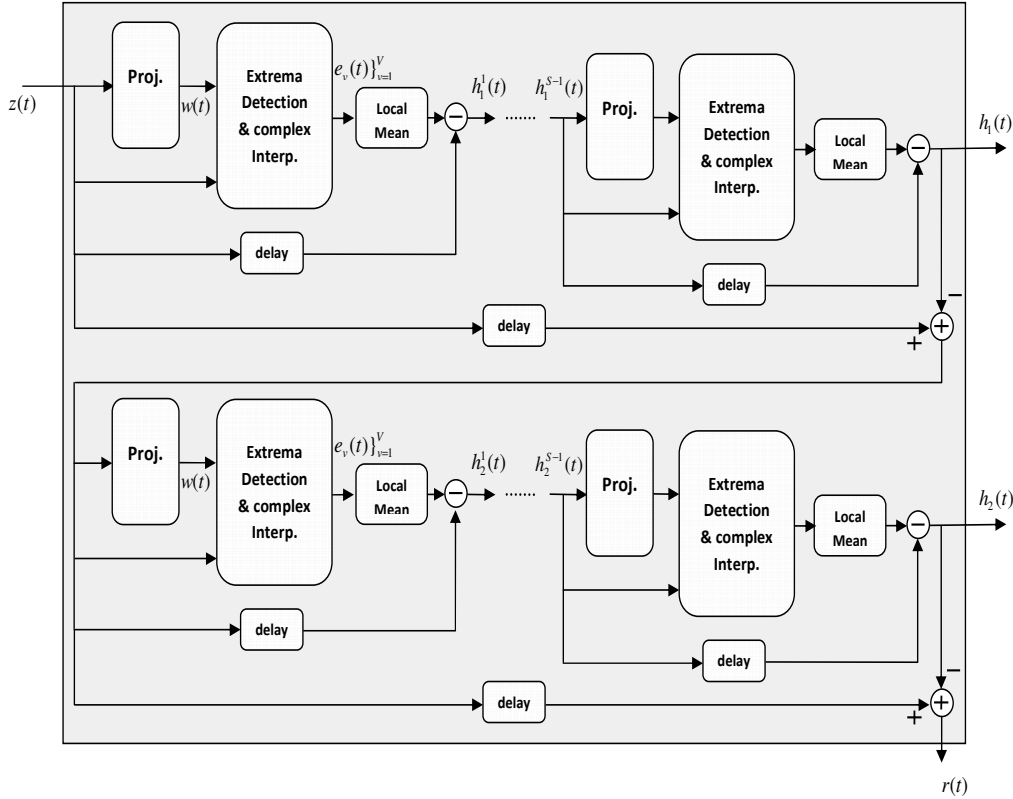 z(t)
Proj.
w(t)
Extrema
Detection
& complex
Interp.
e_v(t)}_{v=1}^V
Local
Mean
−
h_1^1(t)
........
h_1^{S-1}(t)
Proj.
Extrema
Detection
& complex
Interp.
Local
Mean
−
h_1(t)
delay
delay
delay
−
+
+
Proj.
w(t)
Extrema
Detection
& complex
Interp.
e_v(t)}_{v=1}^V
Local
Mean
−
h_2^1(t)
........
h_2^{S-1}(t)
Proj.
Extrema
Detection
& complex
Interp.
Local
Mean
−
h_2(t)
delay
delay
delay
−
+
+
r(t)